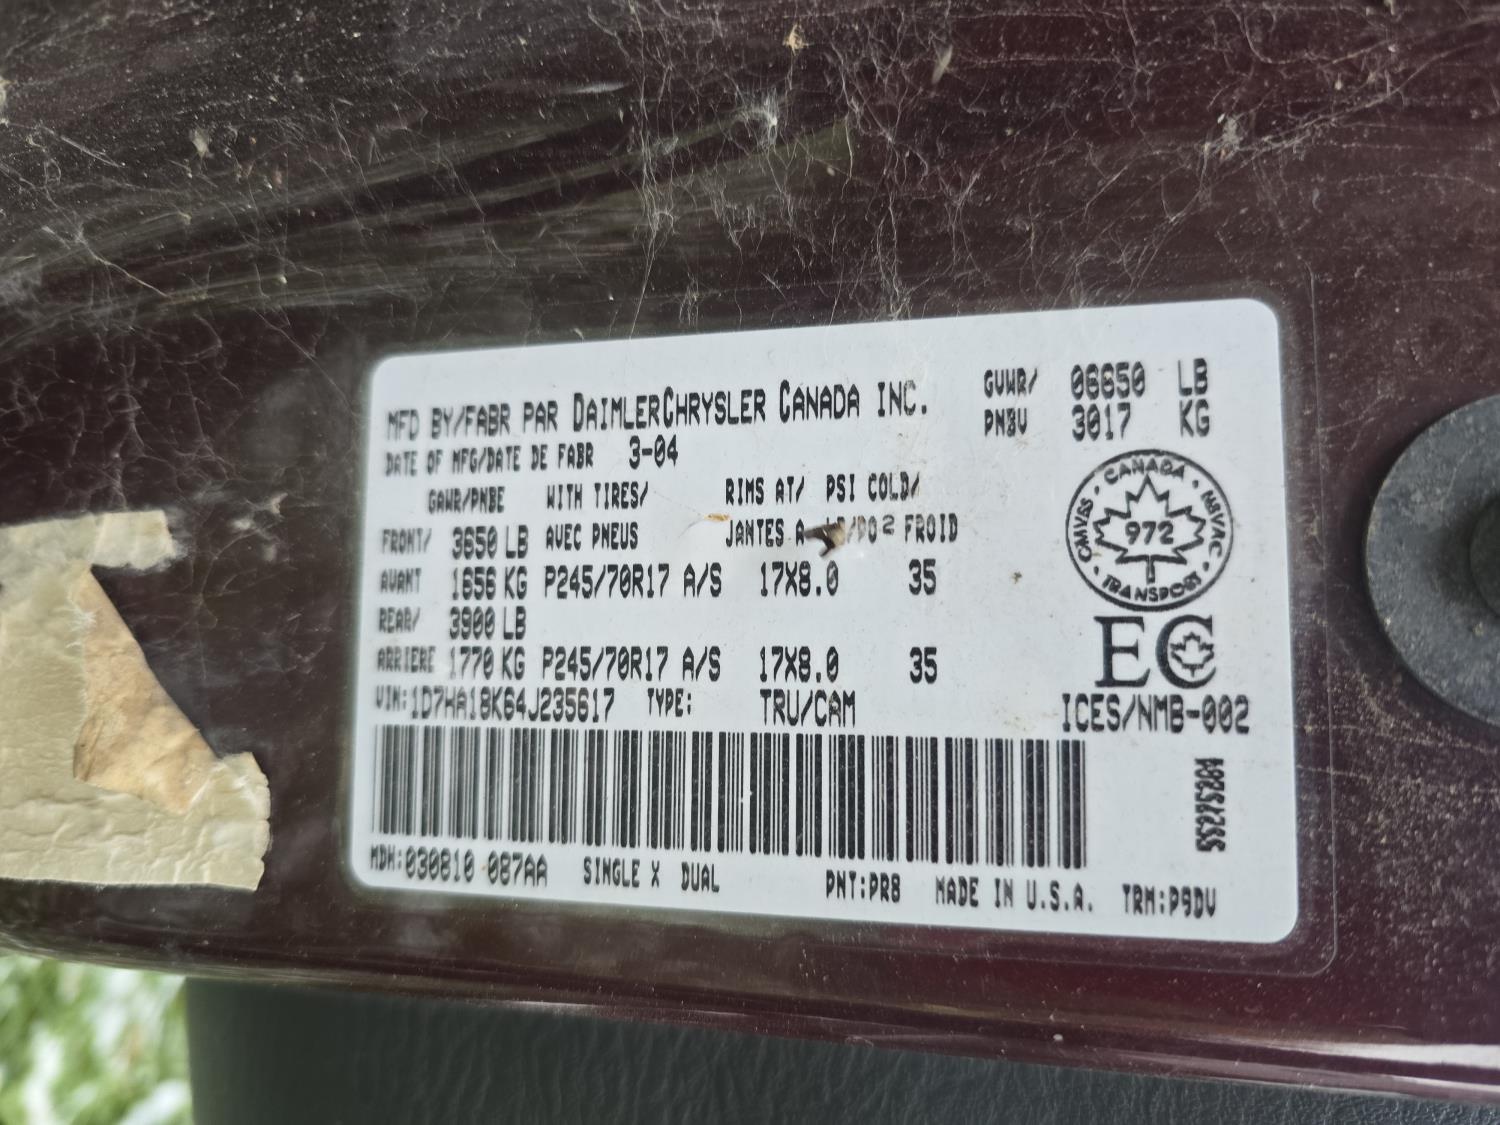 MFD BY/FABR PAR DAIMLERCHRYSLER CANADA INC.
GVWR/ 06650 LB
PNBV 3017 KG
DATE OF MFG/DATE DE FABR 3-04
GAWR/PNBE WITH TIRES/ RIMS AT/ PSI COLD/
FRONT/ 3650 LB AVEC PNEUS JANTES A LB/PO² FROID
AVANT 1656 KG P245/70R17 A/S 17X8.0 35
REAR/ 3900 LB
ARRIERE 1770 KG P245/70R17 A/S 17X8.0 35
VIN:1D7HA18K64J235617 TYPE: TRU/CAM
CANADA
CMVSS NSVAC
972
TRANSPORT
EC
ICES/NMB-002
MDH:030810 087AA SINGLE X DUAL PNT:PR8 MADE IN U.S.A. TRM:P9DV